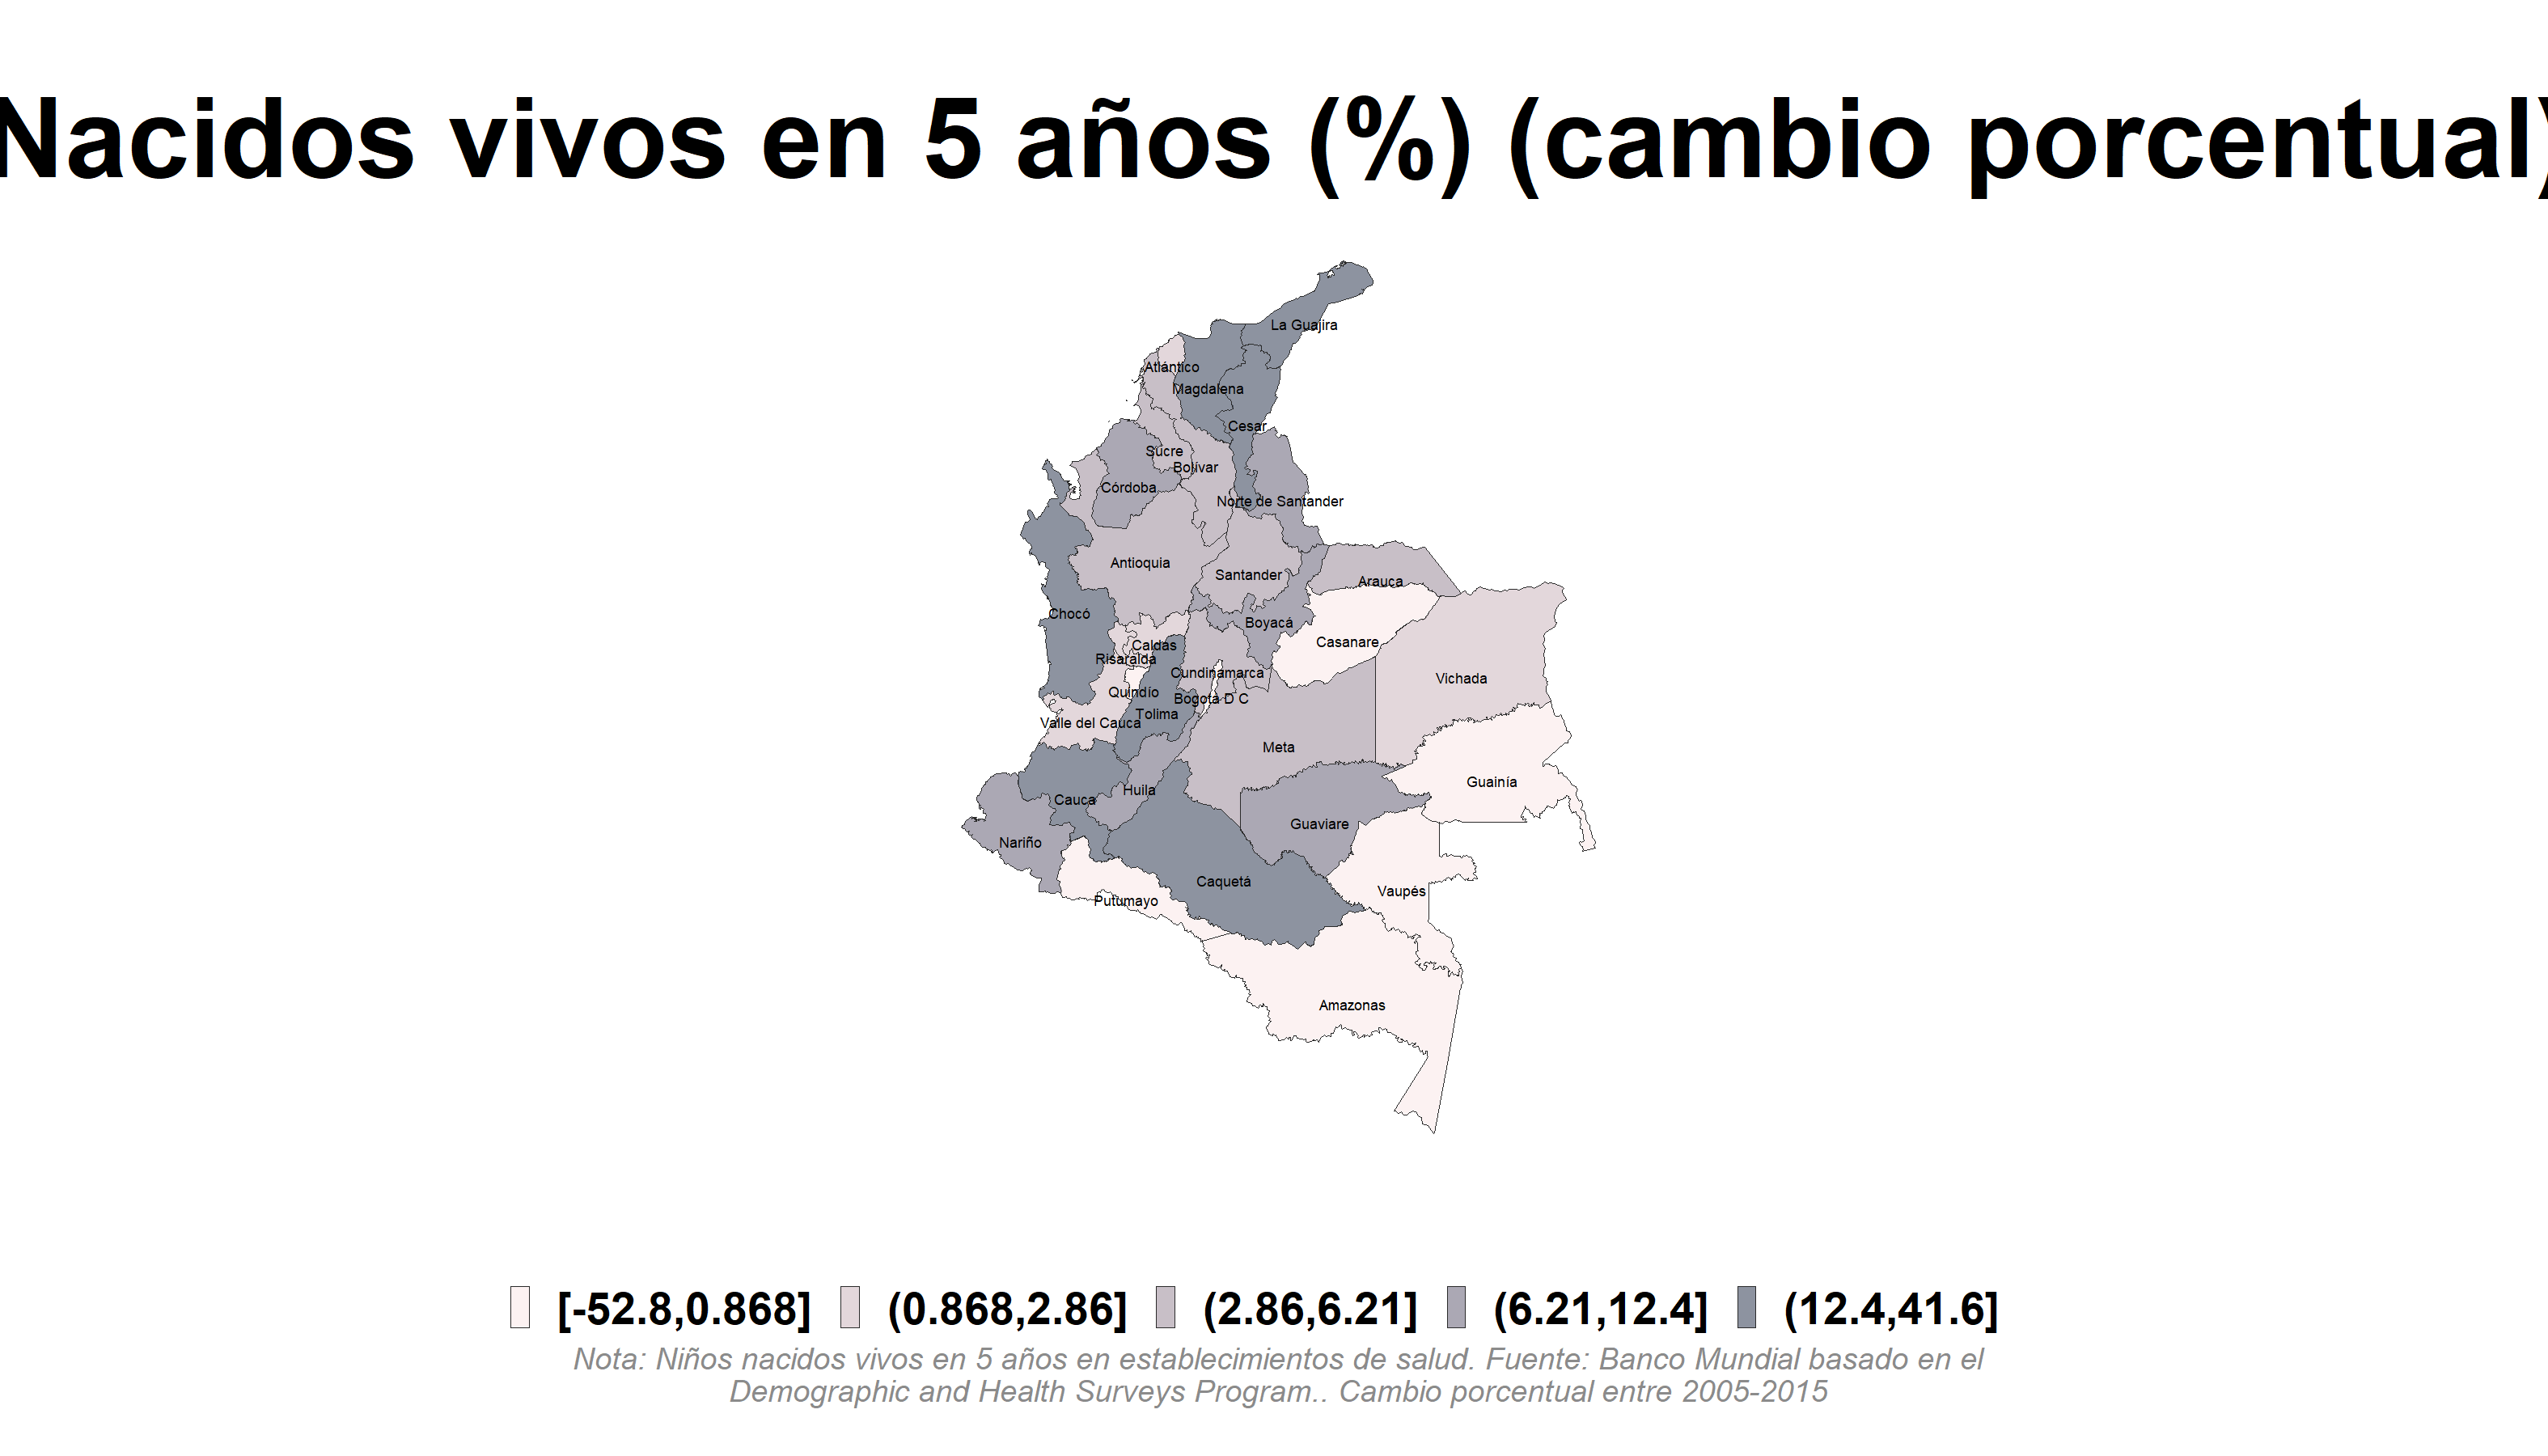 Nacidos vivos en 5 años (%) (cambio porcentual)
La Guajira
Atlántico
Magdalena
Cesar
Sucre
Bolívar
Córdoba
Norte de Santander
Antioquia
Santander
Arauca
Chocó
Boyacá
Casanare
Caldas
Risaralda
Cundinamarca
Vichada
Quindío
Bogotá D C
Tolima
Valle del Cauca
Meta
Guainía
Huila
Cauca
Guaviare
Nariño
Caquetá
Vaupés
Putumayo
Amazonas
[-52.8,0.868] (0.868,2.86] (2.86,6.21] (6.21,12.4] (12.4,41.6]
Nota: Niños nacidos vivos en 5 años en establecimientos de salud. Fuente: Banco Mundial basado en el
Demographic and Health Surveys Program.. Cambio porcentual entre 2005-2015